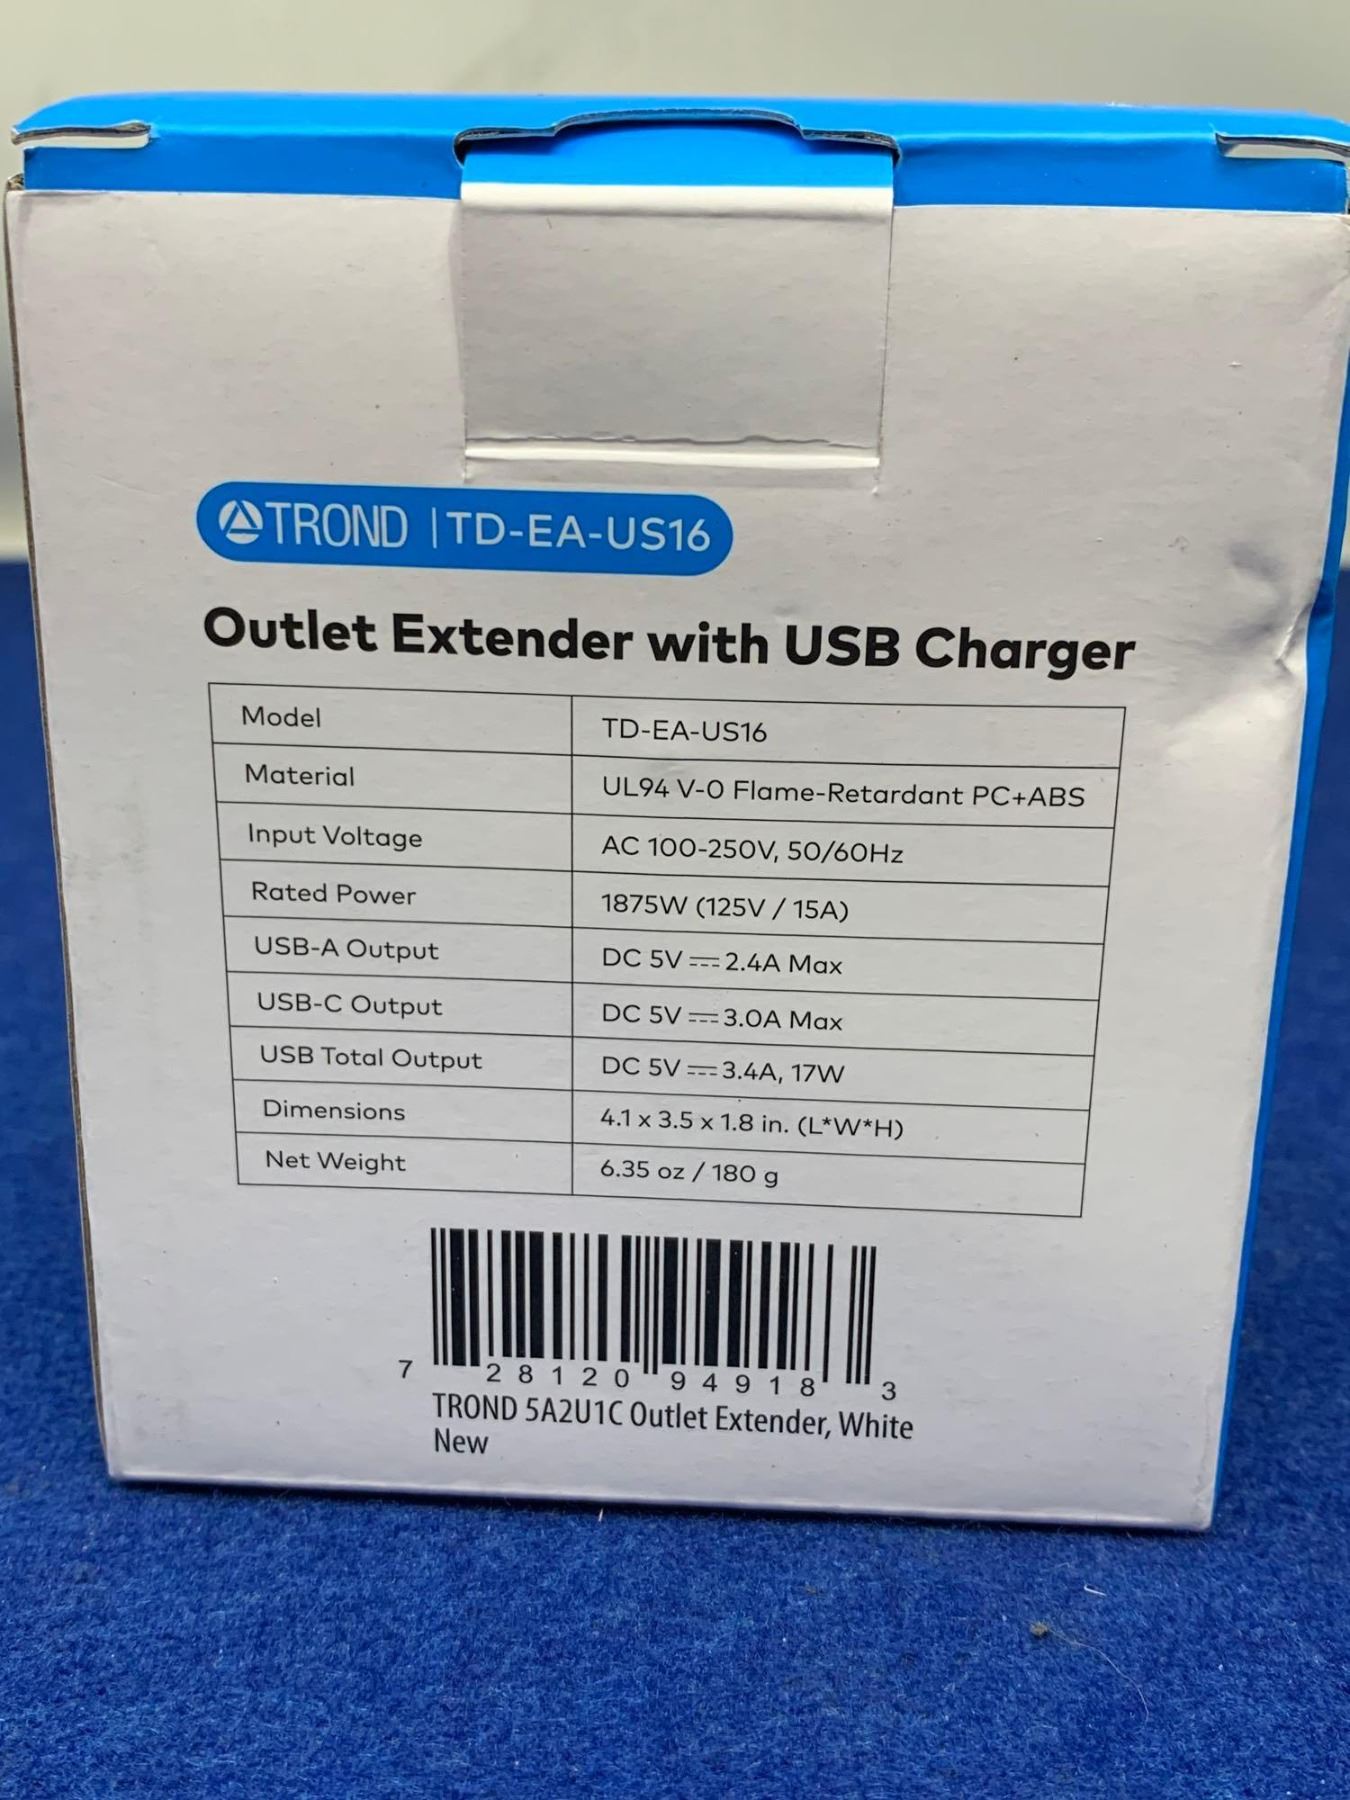 TROND | TD-EA-US16
Outlet Extender with USB Charger
Model TD-EA-US16
Material UL94 V-0 Flame-Retardant PC+ABS
Input Voltage AC 100-250V, 50/60Hz
Rated Power 1875W (125V / 15A)
USB-A Output DC 5V ⎓ 2.4A Max
USB-C Output DC 5V ⎓ 3.0A Max
USB Total Output DC 5V ⎓ 3.4A, 17W
Dimensions 4.1 x 3.5 x 1.8 in. (L*W*H)
Net Weight 6.35 oz / 180 g
7 28120 94918 3
TROND 5A2U1C Outlet Extender, White
New